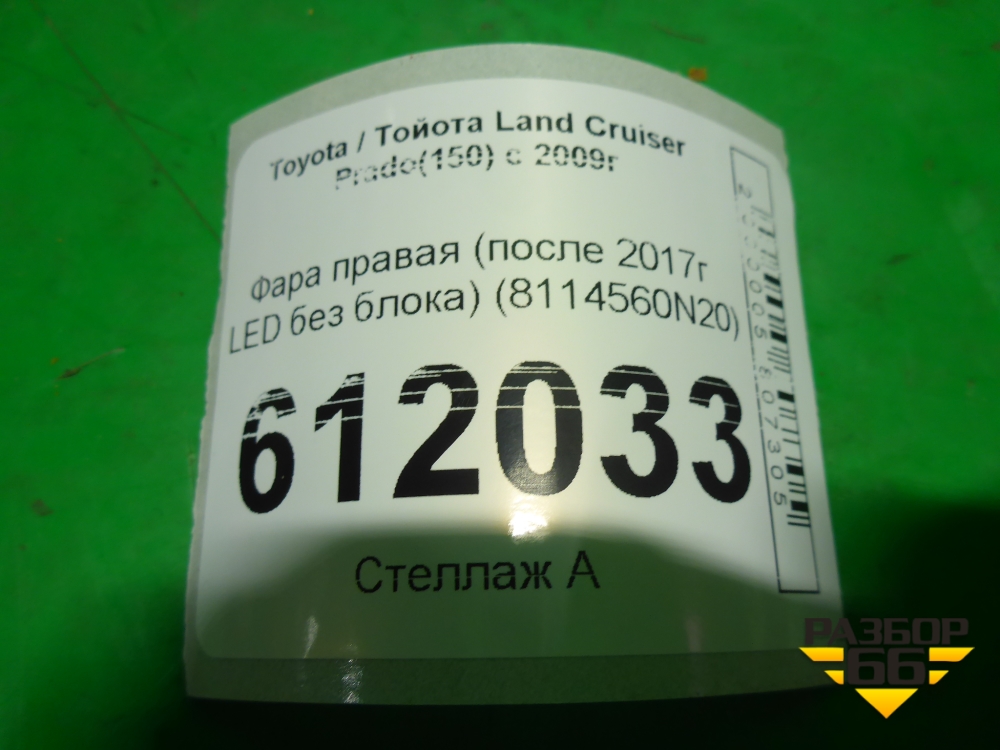 Toyota / Тойота Land Cruiser
Prado(150) с 2009г
Фара правая (после 2017г
LED без блока) (8114560N20)
612033
Стеллаж А
РАЗБОР
66